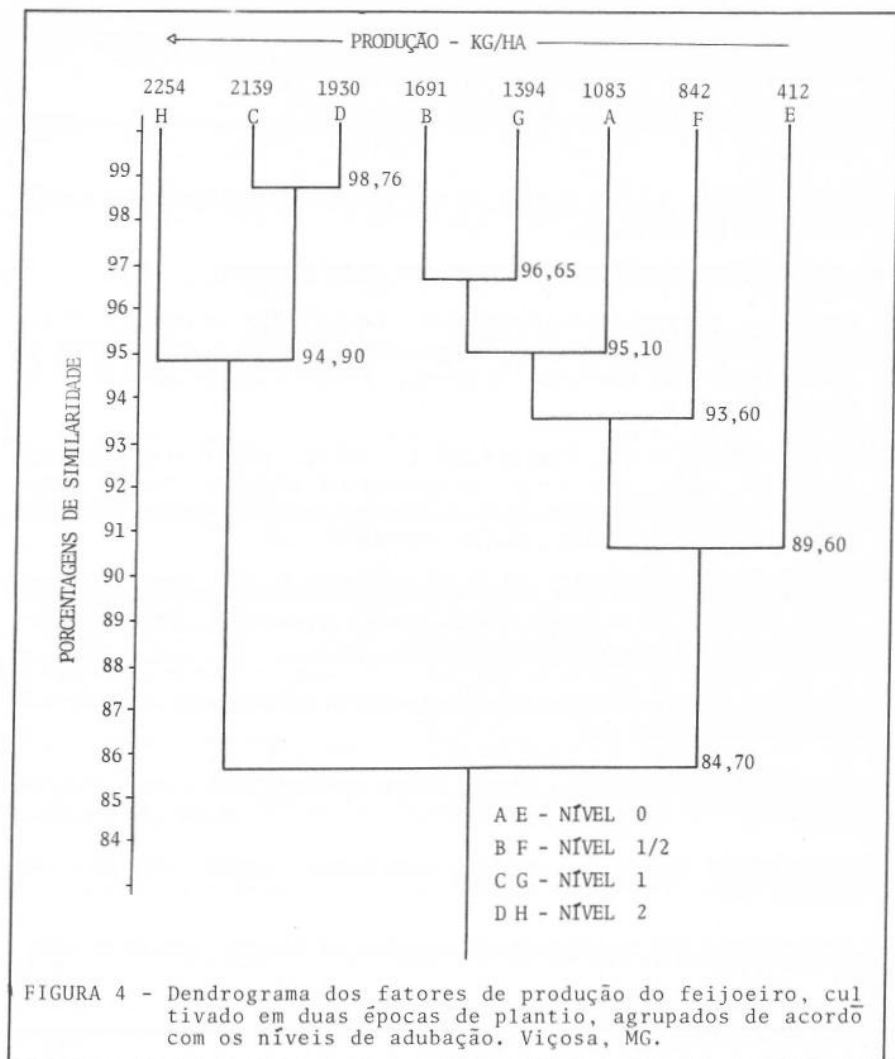 PRODUÇÃO - KG/HA
2254 2139 1930 1691 1394 1083 842 412
H C D B G A F E
99
98,76
98
97
96,65
96
95
94,90
95,10
94
93,60
93
92
91
89,60
90
89
88
87
86
84,70
85
84
PORCENTAGENS DE SIMILARIDADE
A E - NÍVEL 0
B F - NÍVEL 1/2
C G - NÍVEL 1
D H - NÍVEL 2
FIGURA 4 - Dendrograma dos fatores de produção do feijoeiro, cul
tivado em duas épocas de plantio, agrupados de acordo
com os níveis de adubação. Viçosa, MG.